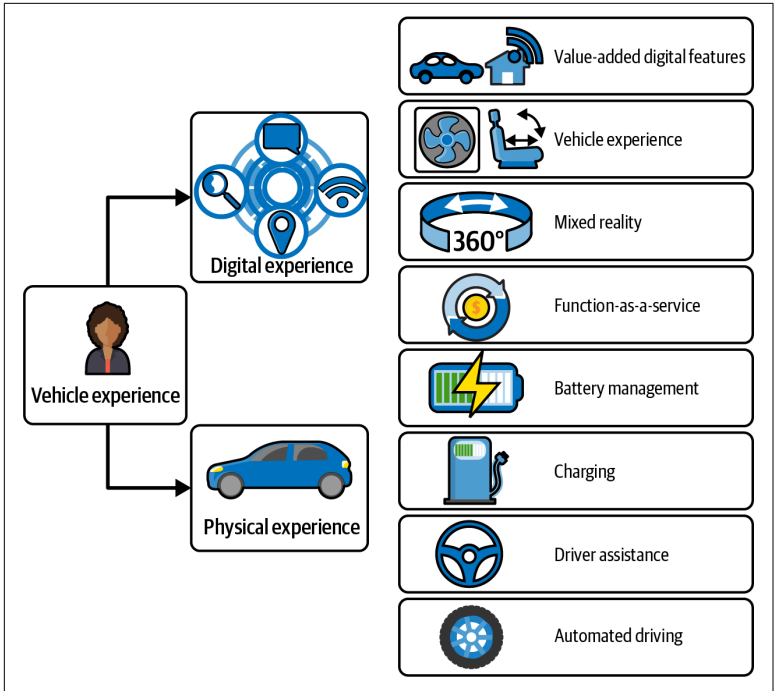 Vehicle experience
Digital experience
Physical experience
Value-added digital features
Vehicle experience
360°
Mixed reality
$
Function-as-a-service
Battery management
Charging
Driver assistance
Automated driving